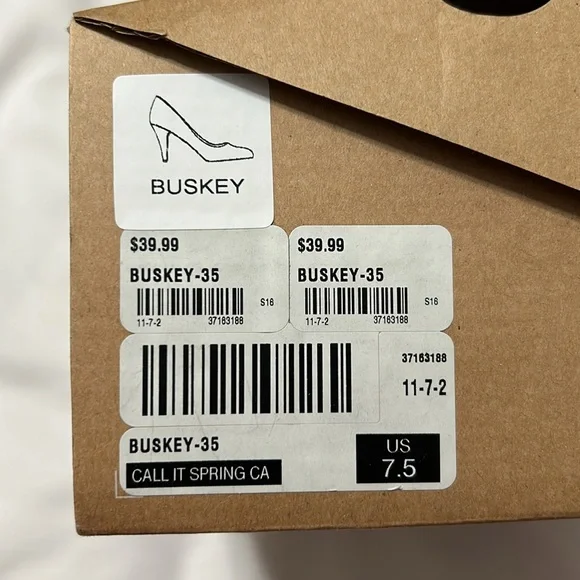 BUSKEY
$39.99
BUSKEY-35
S16
11-7-2 37163188
$39.99
BUSKEY-35
S16
11-7-2 37163188
37163188
11-7-2
BUSKEY-35
US
CALL IT SPRING CA
7.5